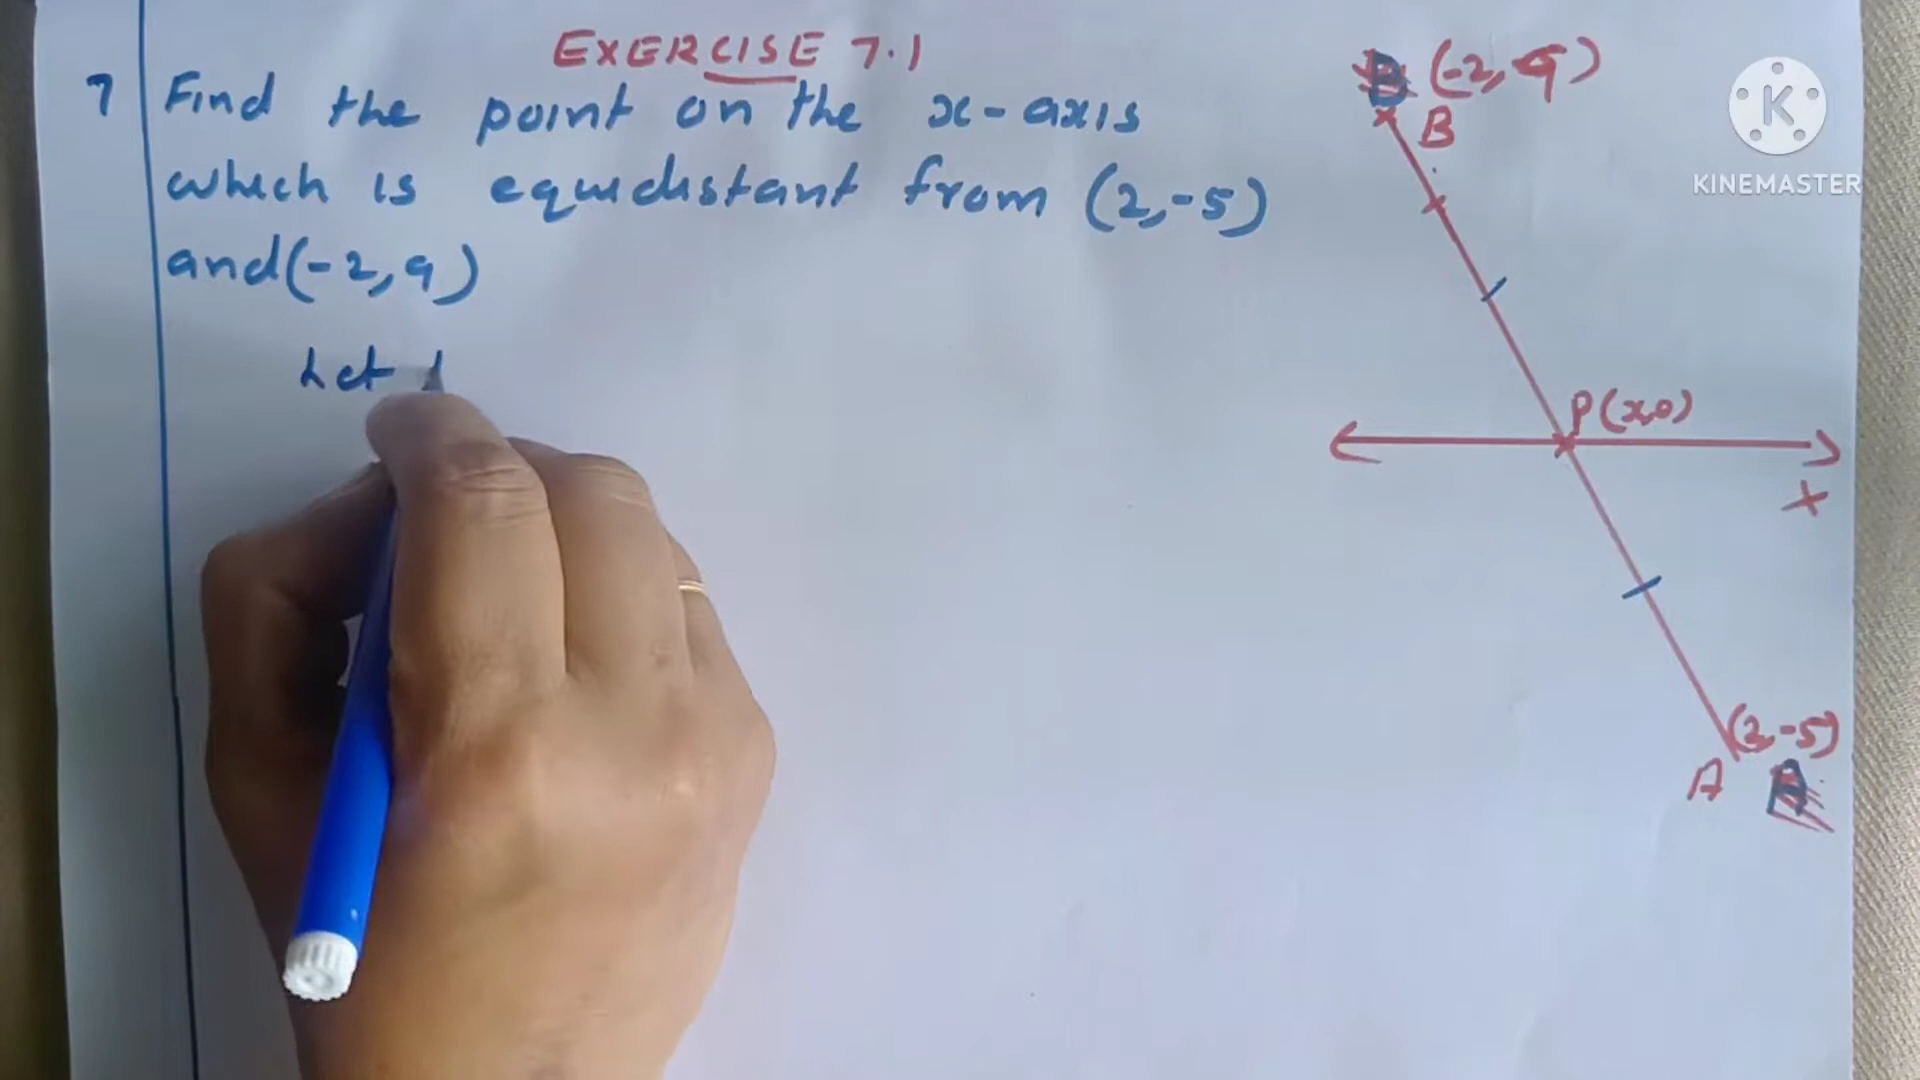 EXERCISE 7.1
7 Find the point on the x-axis
which is equidistant from (2,-5)
and (-2,9)
Let
B (-2, 9)
B
K
KINEMASTER
P(x,0)
X
(2,-5)
A